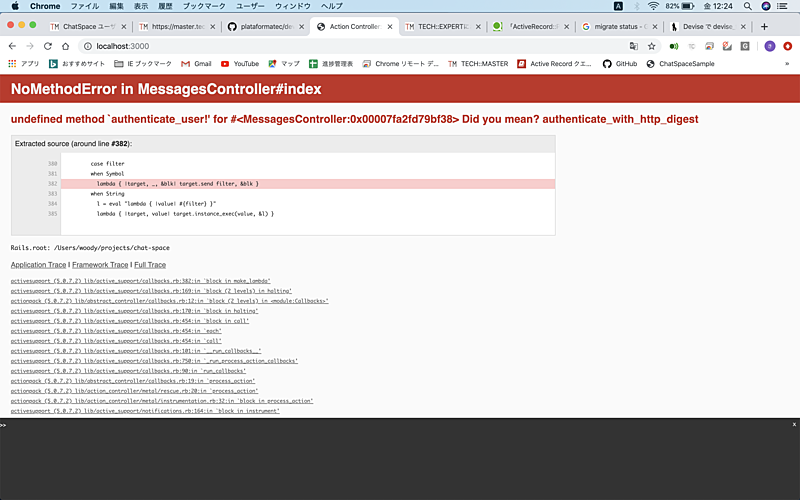 Chrome ファイル 編集 表示 履歴 ブックマーク ユーザー ウィンドウ ヘルプ 82% 金 12:24
ChatSpace ユーザ
https://master.tec
plataformatec/de
Action Controller:
TECH::EXPERTに
「ActiveRecord::P
migrate status - G
Devise で devise_
localhost:3000
アプリ おすすめサイト IE ブックマーク Gmail YouTube マップ 進捗管理表 Chrome リモート デ... TECH::MASTER Active Record クエ... GitHub ChatSpaceSample »
NoMethodError in MessagesController#index
undefined method `authenticate_user!' for #<MessagesController:0x00007fa2fd79bf38> Did you mean? authenticate_with_http_digest
Extracted source (around line #382):
380 case filter
381 when Symbol
382 lambda { |target, _, &blk| target.send filter, &blk }
383 when String
384 l = eval "lambda { |value| #{filter} }"
385 lambda { |target, value| target.instance_exec(value, &l) }
Rails.root: /Users/woody/projects/chat-space
Application Trace | Framework Trace | Full Trace
activesupport (5.0.7.2) lib/active_support/callbacks.rb:382:in `block in make_lambda'
activesupport (5.0.7.2) lib/active_support/callbacks.rb:169:in `block (2 levels) in halting'
actionpack (5.0.7.2) lib/abstract_controller/callbacks.rb:12:in `block (2 levels) in <module:Callbacks>'
activesupport (5.0.7.2) lib/active_support/callbacks.rb:170:in `block in halting'
activesupport (5.0.7.2) lib/active_support/callbacks.rb:454:in `block in call'
activesupport (5.0.7.2) lib/active_support/callbacks.rb:454:in `each'
activesupport (5.0.7.2) lib/active_support/callbacks.rb:454:in `call'
activesupport (5.0.7.2) lib/active_support/callbacks.rb:101:in `__run_callbacks__'
activesupport (5.0.7.2) lib/active_support/callbacks.rb:750:in `_run_process_action_callbacks'
activesupport (5.0.7.2) lib/active_support/callbacks.rb:90:in `run_callbacks'
actionpack (5.0.7.2) lib/abstract_controller/callbacks.rb:19:in `process_action'
actionpack (5.0.7.2) lib/action_controller/metal/rescue.rb:20:in `process_action'
actionpack (5.0.7.2) lib/action_controller/metal/instrumentation.rb:32:in `block in process_action'
activesupport (5.0.7.2) lib/active_support/notifications.rb:164:in `block in instrument'
>> x